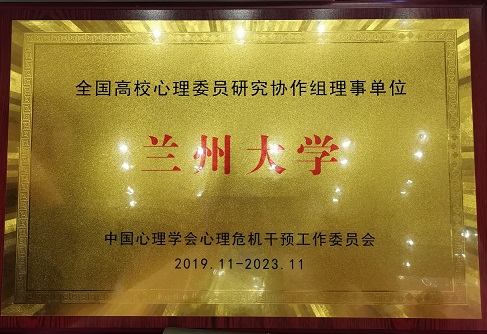 全国高校心理委员研究协作组理事单位
兰州大学
中国心理学会心理危机干预工作委员会
2019.11-2023.11